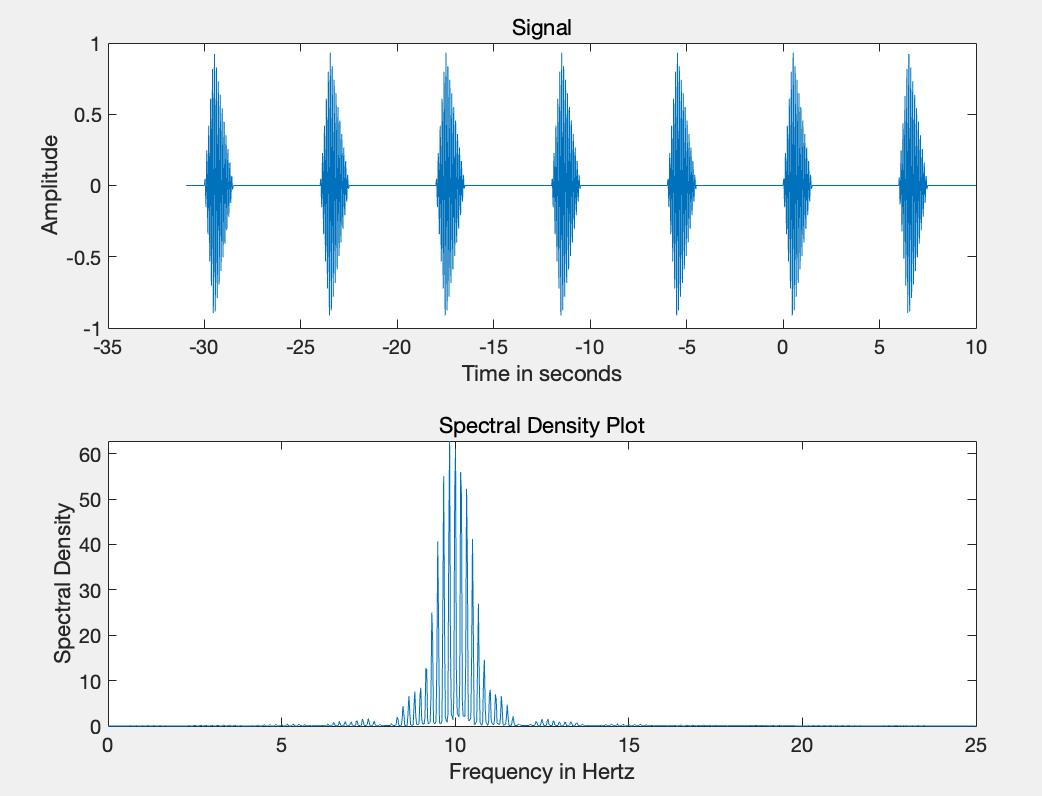 Signal
1
0.5
0
-0.5
-1
Amplitude
-35 -30 -25 -20 -15 -10 -5 0 5 10
Time in seconds
Spectral Density Plot
60
50
40
30
20
10
0
Spectral Density
0 5 10 15 20 25
Frequency in Hertz